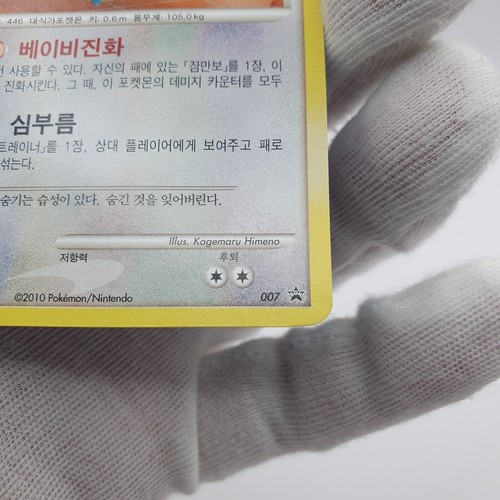 . 446 대식가포켓몬 키: 0.6m 몸무게: 105.0kg
베이비진화
사용할 수 있다. 자신의 패에 있는 「잠만보」를 1장, 이
진화시킨다. 그 때, 이 포켓몬의 데미지 카운터를 모두
심부름
트레이너」를 1장, 상대 플레이어에게 보여주고 패로
섞는다.
숨기는 습성이 있다. 숨긴 것을 잊어버린다.
Illus. Kagemaru Himeno
저항력 후퇴
©2010 Pokémon/Nintendo 007